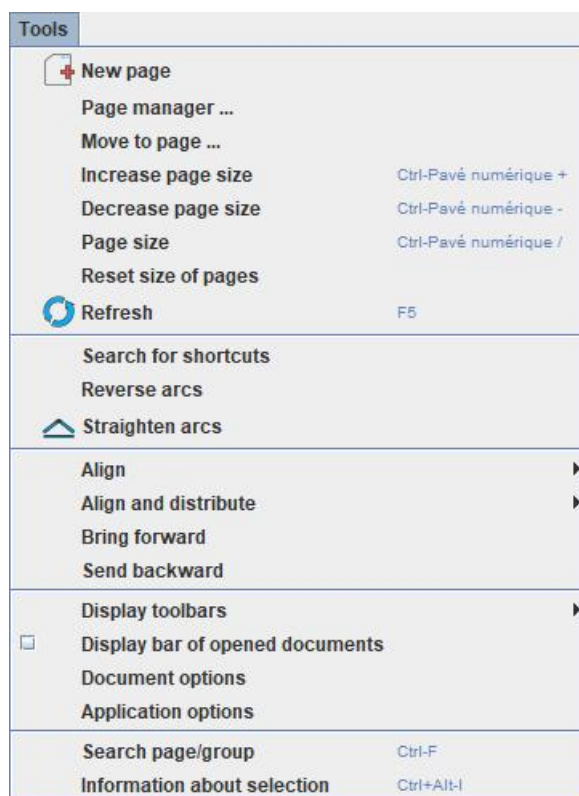 Tools
New page
Page manager ...
Move to page ...
Increase page size Ctrl-Pavé numérique +
Decrease page size Ctrl-Pavé numérique -
Page size Ctrl-Pavé numérique /
Reset size of pages
Refresh F5
Search for shortcuts
Reverse arcs
Straighten arcs
Align
Align and distribute
Bring forward
Send backward
Display toolbars
Display bar of opened documents
Document options
Application options
Search page/group Ctrl-F
Information about selection Ctrl+Alt-I